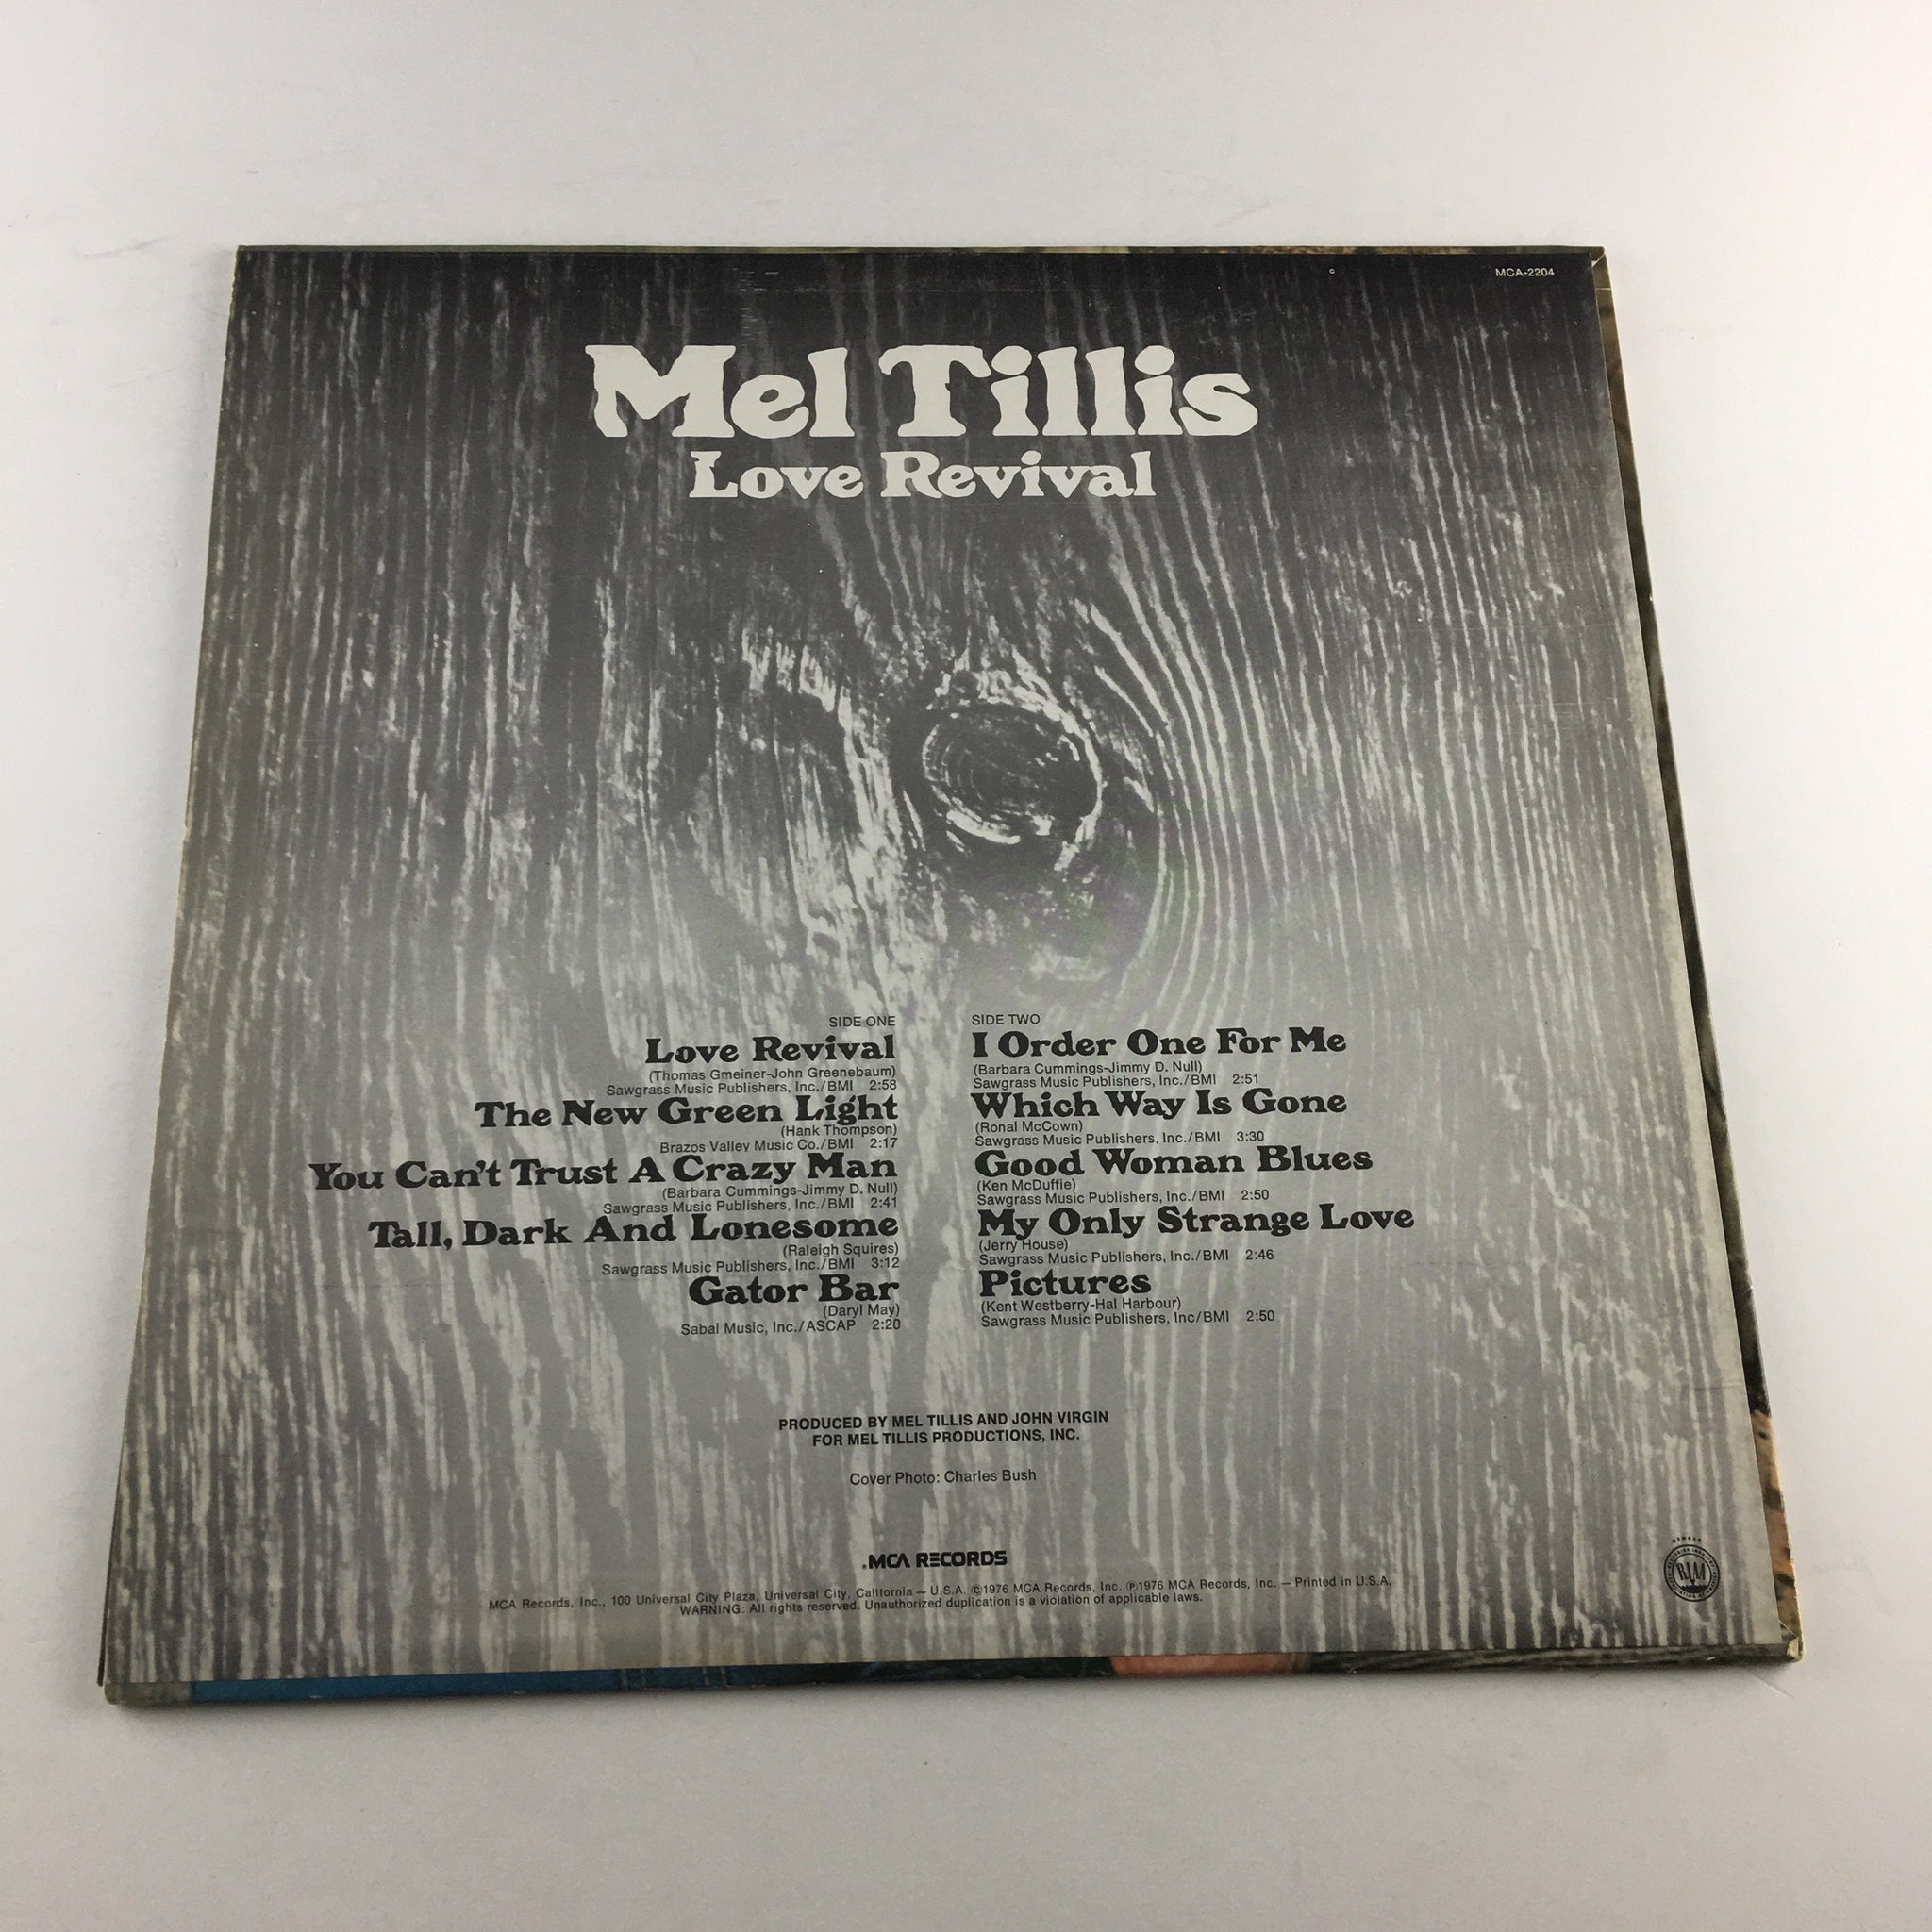 MCA-2204
Mel Tillis
Love Revival
SIDE ONE
Love Revival
(Thomas Gmeiner-John Greenebaum)
Sawgrass Music Publishers, Inc./BMI 2:58
The New Green Light
(Hank Thompson)
Brazos Valley Music Co./BMI 2:17
You Can't Trust A Crazy Man
(Barbara Cummings-Jimmy D. Null)
Sawgrass Music Publishers, Inc./BMI 2:41
Tall, Dark And Lonesome
(Raleigh Squires)
Sawgrass Music Publishers, Inc./BMI 3:12
Gator Bar
(Daryl May)
Sabal Music, Inc./ASCAP 2:20
SIDE TWO
I Order One For Me
(Barbara Cummings-Jimmy D. Null)
Sawgrass Music Publishers, Inc./BMI 2:51
Which Way Is Gone
(Ronal McCown)
Sawgrass Music Publishers, Inc./BMI 3:30
Good Woman Blues
(Ken McDuffie)
Sawgrass Music Publishers, Inc./BMI 2:50
My Only Strange Love
(Jerry House)
Sawgrass Music Publishers, Inc./BMI 2:46
Pictures
(Kent Westberry-Hal Harbour)
Sawgrass Music Publishers, Inc/BMI 2:50
PRODUCED BY MEL TILLIS AND JOHN VIRGIN
FOR MEL TILLIS PRODUCTIONS, INC.
Cover Photo: Charles Bush
MCA RECORDS
MCA Records, Inc., 100 Universal City Plaza, Universal City, California — U.S.A. ©1976 MCA Records, Inc. ℗1976 MCA Records, Inc. — Printed in U.S.A.
WARNING: All rights reserved. Unauthorized duplication is a violation of applicable laws.
MEMBER
RIAA